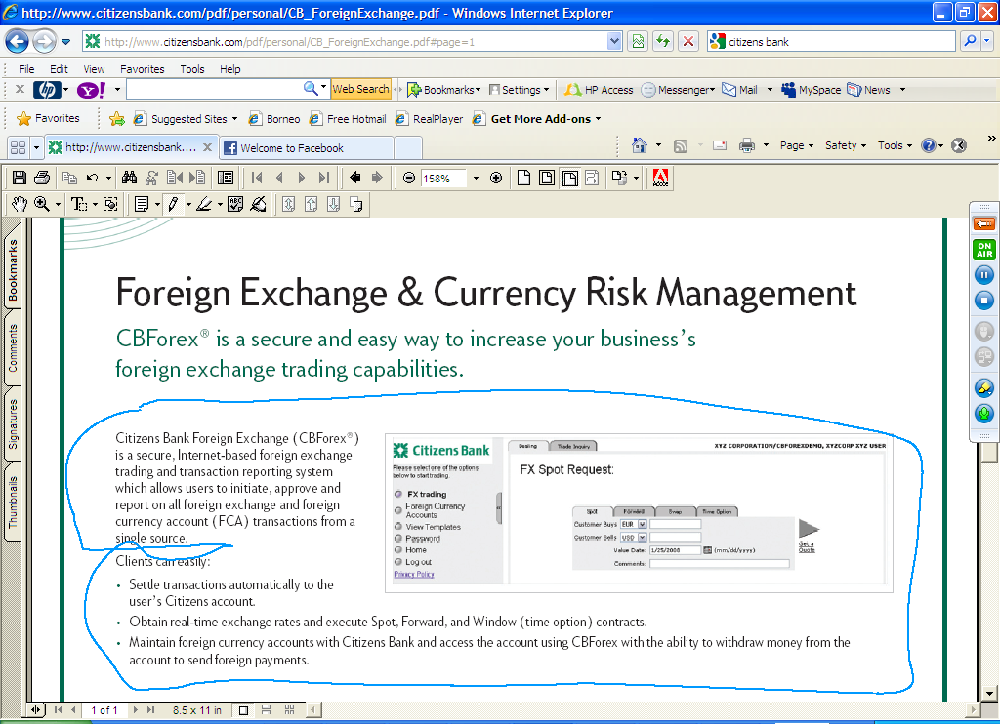 http://www.citizensbank.com/pdf/personal/CB_ForeignExchange.pdf - Windows Internet Explorer
http://www.citizensbank.com/pdf/personal/CB_ForeignExchange.pdf#page=1 citizens bank
File Edit View Favorites Tools Help
hp Y! Web Search Bookmarks Settings HP Access Messenger Mail MySpace News
Favorites Suggested Sites Borneo Free Hotmail RealPlayer Get More Add-ons
http://www.citizensbank.... Welcome to Facebook Page Safety Tools
158% Adobe
Bookmarks
Comments
Signatures
Thumbnails
ON AIR
Foreign Exchange & Currency Risk Management
CBForex® is a secure and easy way to increase your business's
foreign exchange trading capabilities.
Citizens Bank Foreign Exchange (CBForex®)
is a secure, Internet-based foreign exchange
trading and transaction reporting system
which allows users to initiate, approve and
report on all foreign exchange and foreign
currency account (FCA) transactions from a
single source.
Citizens Bank
Please select one of the options
below to start trading.
FX trading
Foreign Currency
Accounts
View Templates
Password
Home
Log out
Privacy Policy
Dealing Trade Inquiry XYZ CORPORATION/CBFOREXDEMO, XYZCORP XYZ USER
FX Spot Request:
Spot Forward Swap Time Option
Customer Buys EUR
Customer Sells USD
Value Date: 1/25/2008 (mm/dd/yyyy)
Comments:
Get a
Quote
Clients can easily:
• Settle transactions automatically to the
user's Citizens account.
• Obtain real-time exchange rates and execute Spot, Forward, and Window (time option) contracts.
• Maintain foreign currency accounts with Citizens Bank and access the account using CBForex with the ability to withdraw money from the
account to send foreign payments.
1 of 1 8.5 x 11 in